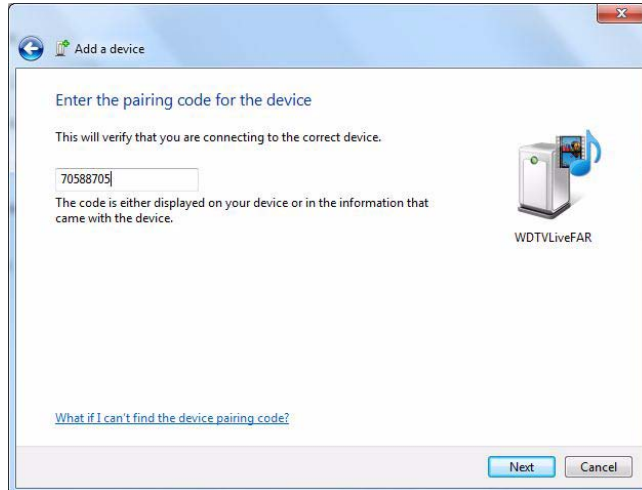 Add a device
Enter the pairing code for the device
This will verify that you are connecting to the correct device.
70588705
The code is either displayed on your device or in the information that
came with the device.
WDTVLiveFAR
What if I can't find the device pairing code?
Next Cancel